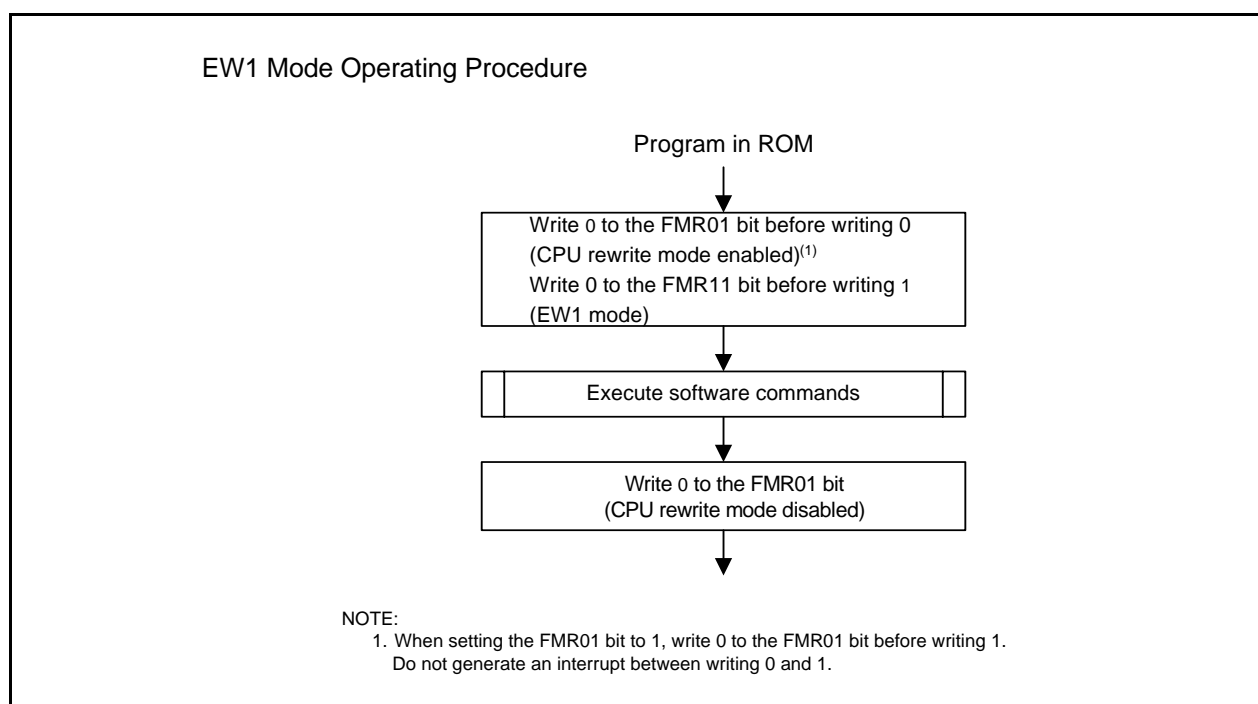 EW1 Mode Operating Procedure
Program in ROM
Write 0 to the FMR01 bit before writing 0
(CPU rewrite mode enabled)(1)
Write 0 to the FMR11 bit before writing 1
(EW1 mode)
Execute software commands
Write 0 to the FMR01 bit
(CPU rewrite mode disabled)
NOTE:
1. When setting the FMR01 bit to 1, write 0 to the FMR01 bit before writing 1.
Do not generate an interrupt between writing 0 and 1.